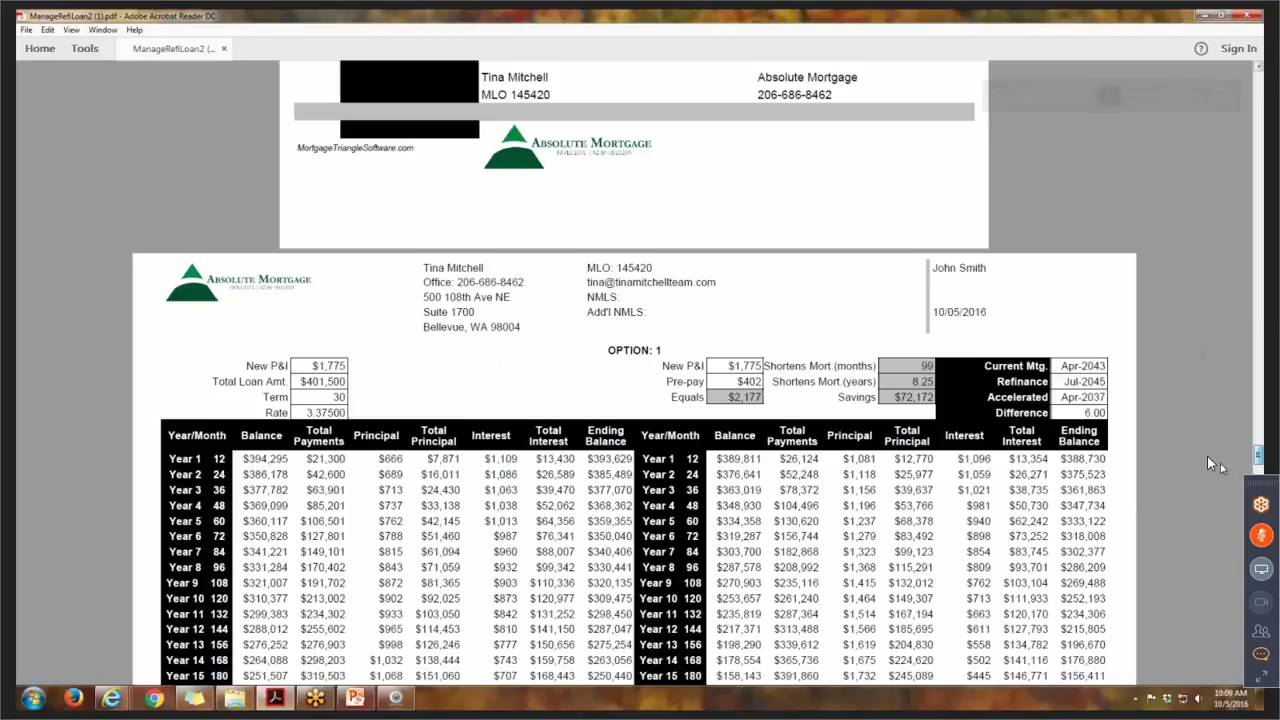 ManageRefiLoan2 (1).pdf - Adobe Acrobat Reader DC
File Edit View Window Help
Home Tools ManageRefiLoan2 (... × ? Sign In
Tina Mitchell Absolute Mortgage
MLO 145420 206-686-8462
MortgageTriangleSoftware.com ABSOLUTE MORTGAGE
ABSOLUTE MORTGAGE
Tina Mitchell MLO: 145420 John Smith
Office: 206-686-8462 tina@tinamitchellteam.com
500 108th Ave NE NMLS:
Suite 1700 Add'l NMLS: 10/05/2016
Bellevue, WA 98004
OPTION: 1
New P&I $1,775 New P&I $1,775 Shortens Mort.(months) 99 Current Mtg. Apr-2043
Total Loan Amt. $401,500 Pre-pay $402 Shortens Mort.(years) 8.25 Refinance Jul-2045
Term 30 Equals $2,177 Savings $72,172 Accelerated Apr-2037
Rate 3.37500 Difference 6.00
Year/Month Balance Total Payments Principal Total Principal Interest Total Interest Ending Balance Year/Month Balance Total Payments Principal Total Principal Interest Total Interest Ending Balance
Year 1 12 $394,295 $21,300 $666 $7,871 $1,109 $13,430 $393,629 Year 1 12 $389,811 $26,124 $1,081 $12,770 $1,096 $13,354 $388,730
Year 2 24 $386,178 $42,600 $689 $16,011 $1,086 $26,589 $385,489 Year 2 24 $376,641 $52,248 $1,118 $25,977 $1,059 $26,271 $375,523
Year 3 36 $377,782 $63,901 $713 $24,430 $1,063 $39,470 $377,070 Year 3 36 $363,019 $78,372 $1,156 $39,637 $1,021 $38,735 $361,863
Year 4 48 $369,099 $85,201 $737 $33,138 $1,038 $52,062 $368,362 Year 4 48 $348,930 $104,496 $1,196 $53,766 $981 $50,730 $347,734
Year 5 60 $360,117 $106,501 $762 $42,145 $1,013 $64,356 $359,355 Year 5 60 $334,358 $130,620 $1,237 $68,378 $940 $62,242 $333,122
Year 6 72 $350,828 $127,801 $788 $51,460 $987 $76,341 $350,040 Year 6 72 $319,287 $156,744 $1,279 $83,492 $898 $73,252 $318,008
Year 7 84 $341,221 $149,101 $815 $61,094 $960 $88,007 $340,406 Year 7 84 $303,700 $182,868 $1,323 $99,123 $854 $83,745 $302,377
Year 8 96 $331,284 $170,402 $843 $71,059 $932 $99,342 $330,441 Year 8 96 $287,578 $208,992 $1,368 $115,291 $809 $93,701 $286,209
Year 9 108 $321,007 $191,702 $872 $81,365 $903 $110,336 $320,135 Year 9 108 $270,903 $235,116 $1,415 $132,012 $762 $103,104 $269,488
Year 10 120 $310,377 $213,002 $902 $92,025 $873 $120,977 $309,475 Year 10 120 $253,657 $261,240 $1,464 $149,307 $713 $111,933 $252,193
Year 11 132 $299,383 $234,302 $933 $103,050 $842 $131,252 $298,450 Year 11 132 $235,819 $287,364 $1,514 $167,194 $663 $120,170 $234,306
Year 12 144 $288,012 $255,602 $965 $114,453 $810 $141,150 $287,047 Year 12 144 $217,371 $313,488 $1,566 $185,695 $611 $127,793 $215,805
Year 13 156 $276,252 $276,903 $998 $126,246 $777 $150,656 $275,254 Year 13 156 $198,290 $339,612 $1,619 $204,830 $558 $134,782 $196,670
Year 14 168 $264,088 $298,203 $1,032 $138,444 $743 $159,758 $263,056 Year 14 168 $178,554 $365,736 $1,675 $224,620 $502 $141,116 $176,880
Year 15 180 $251,507 $319,503 $1,068 $151,060 $707 $168,443 $250,440 Year 15 180 $158,143 $391,860 $1,732 $245,089 $445 $146,771 $156,411
10:09 AM
10/5/2016